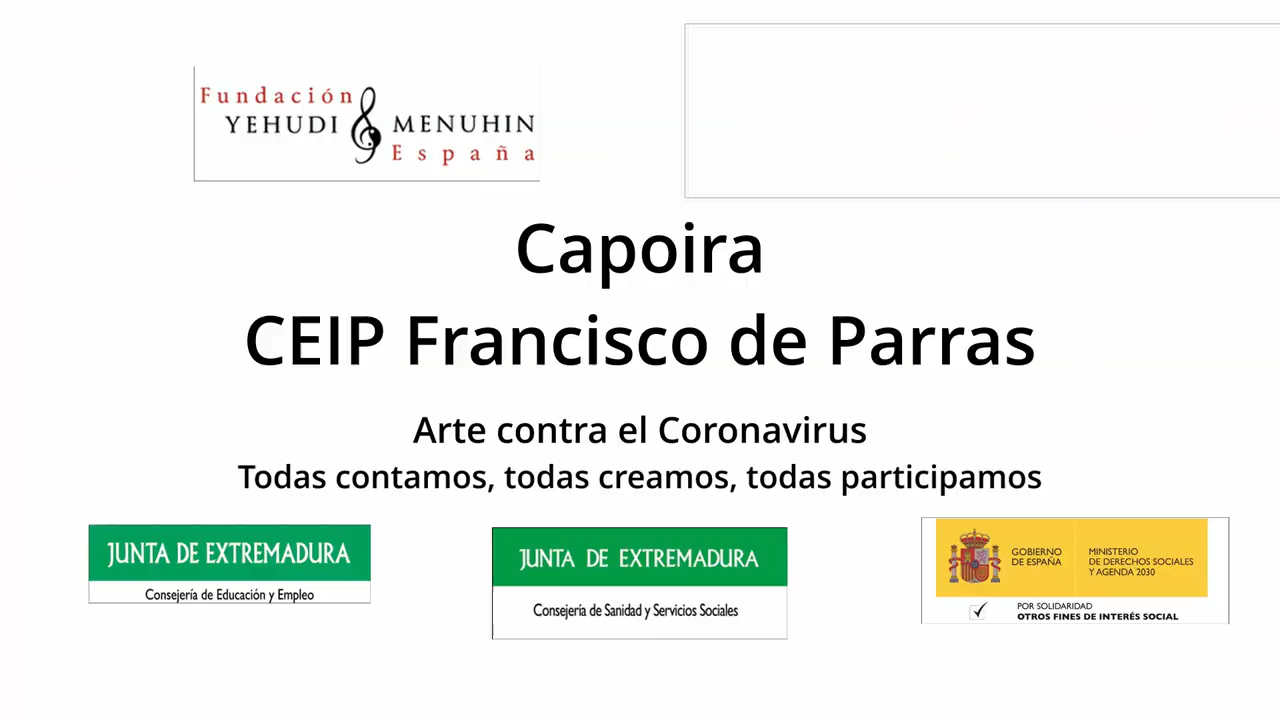 Fundación
YEHUDI MENUHIN
España
Capoira
CEIP Francisco de Parras
Arte contra el Coronavirus
Todas contamos, todas creamos, todas participamos
JUNTA DE EXTREMADURA
Consejería de Educación y Empleo
JUNTA DE EXTREMADURA
Consejería de Sanidad y Servicios Sociales
GOBIERNO
DE ESPAÑA
MINISTERIO
DE DERECHOS SOCIALES
Y AGENDA 2030
POR SOLIDARIDAD
OTROS FINES DE INTERÉS SOCIAL